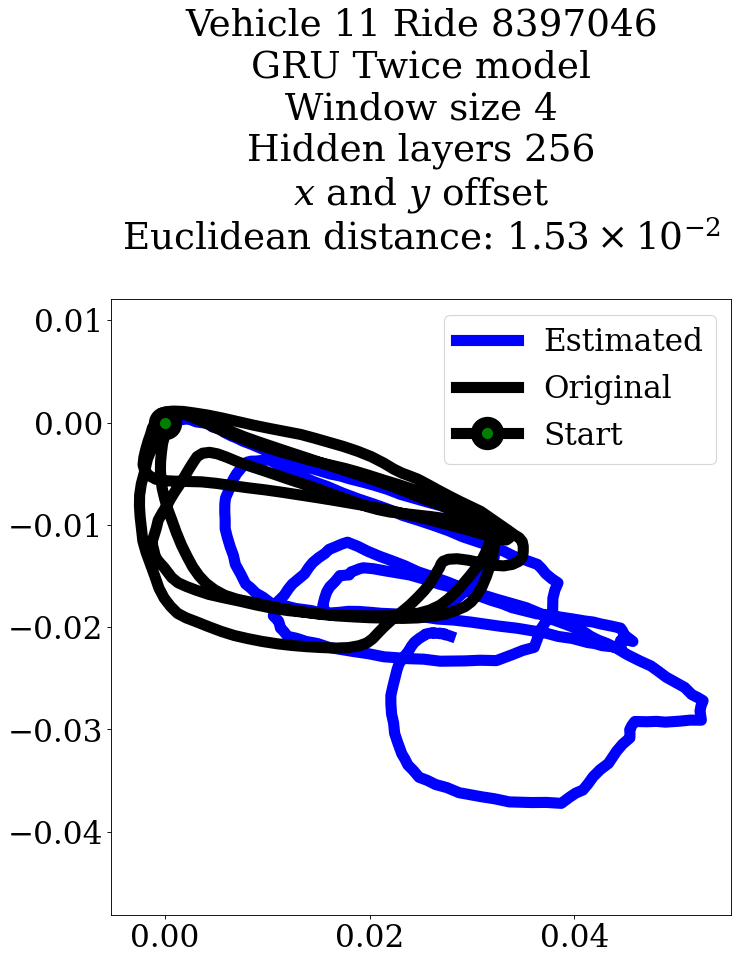 Vehicle 11 Ride 8397046
GRU Twice model
Window size 4
Hidden layers 256
x and y offset
Euclidean distance: 1.53 × 10⁻²
Estimated
Original
Start
0.01
0.00
−0.01
−0.02
−0.03
−0.04
0.00 0.02 0.04